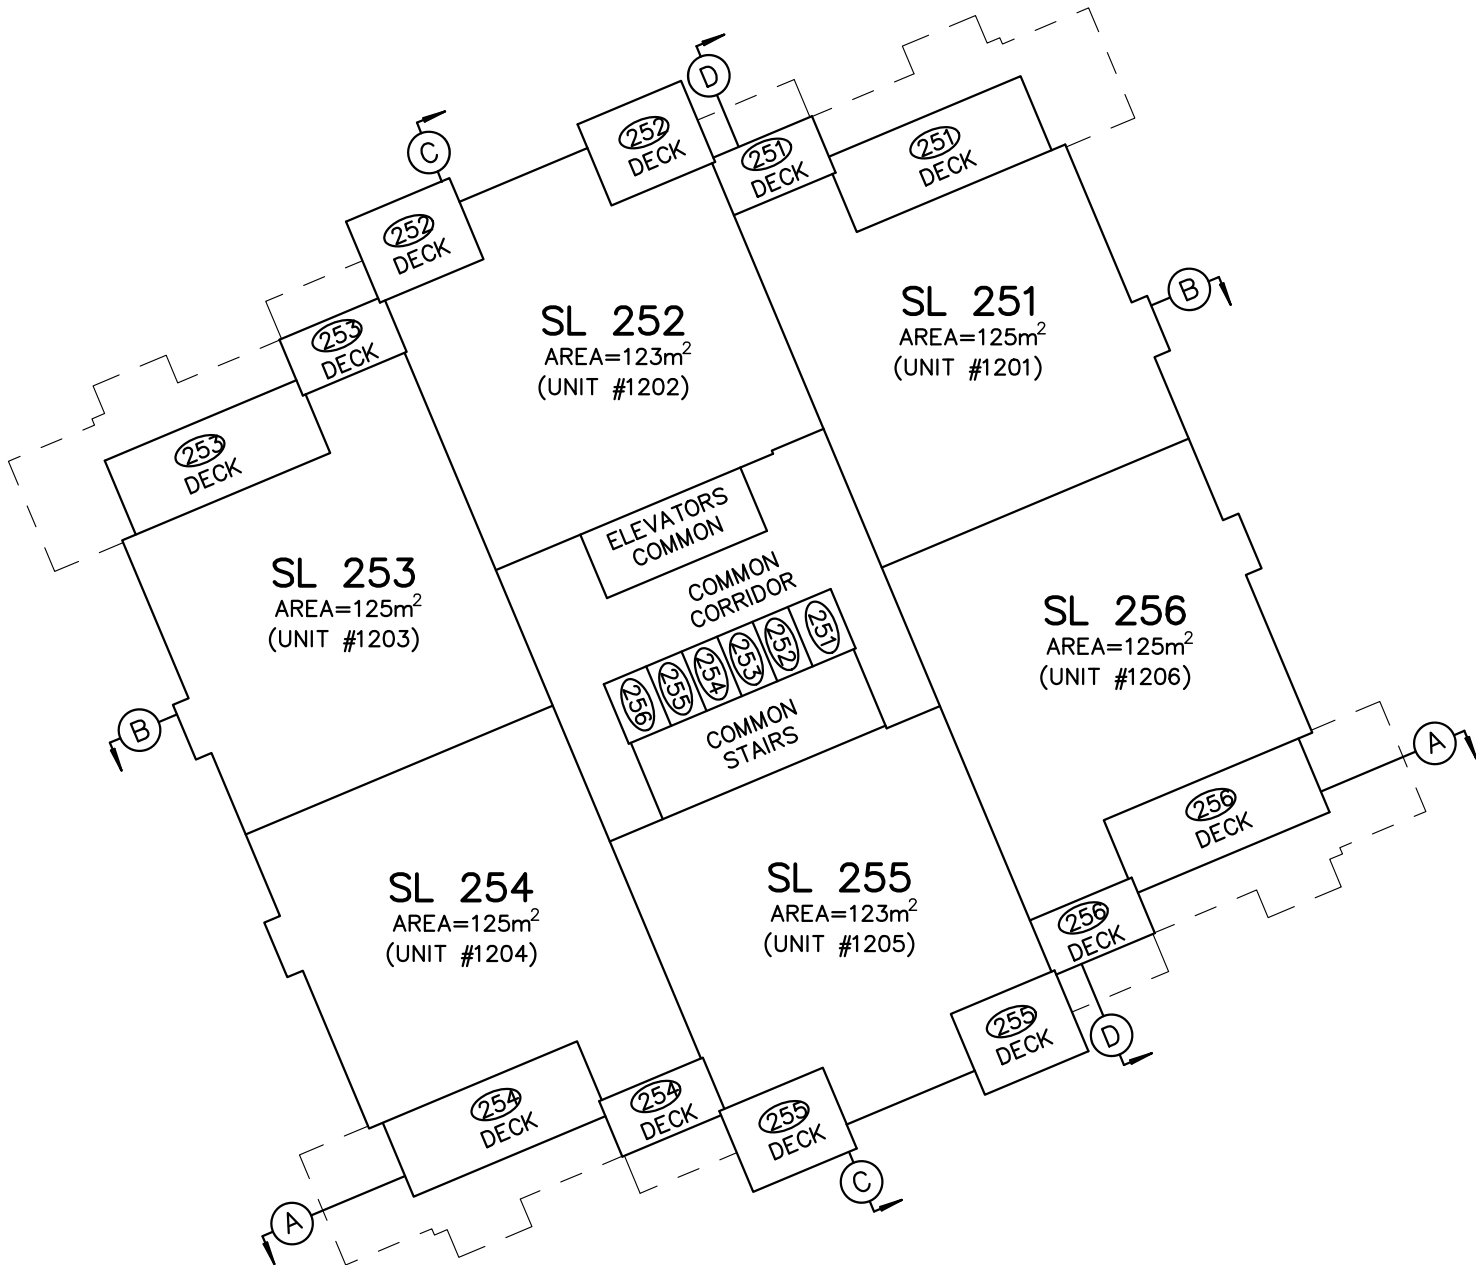 D
C
252
DECK
251
DECK
251
DECK
252
DECK
B
SL 251
AREA=125m²
(UNIT #1201)
SL 252
AREA=123m²
(UNIT #1202)
253
DECK
253
DECK
ELEVATORS
COMMON
COMMON
CORRIDOR
SL 253
AREA=125m²
(UNIT #1203)
SL 256
AREA=125m²
(UNIT #1206)
256
255
254
253
252
251
COMMON
STAIRS
B
A
256
DECK
SL 254
AREA=125m²
(UNIT #1204)
SL 255
AREA=123m²
(UNIT #1205)
256
DECK
255
DECK
D
254
DECK
254
DECK
255
DECK
C
A